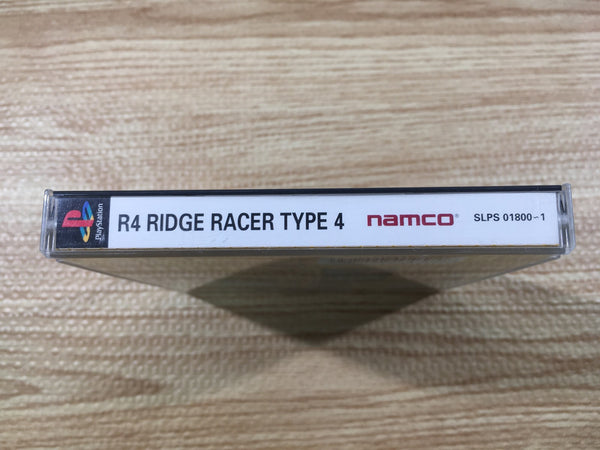 PlayStation
R4 RIDGE RACER TYPE 4 namco® SLPS 01800-1